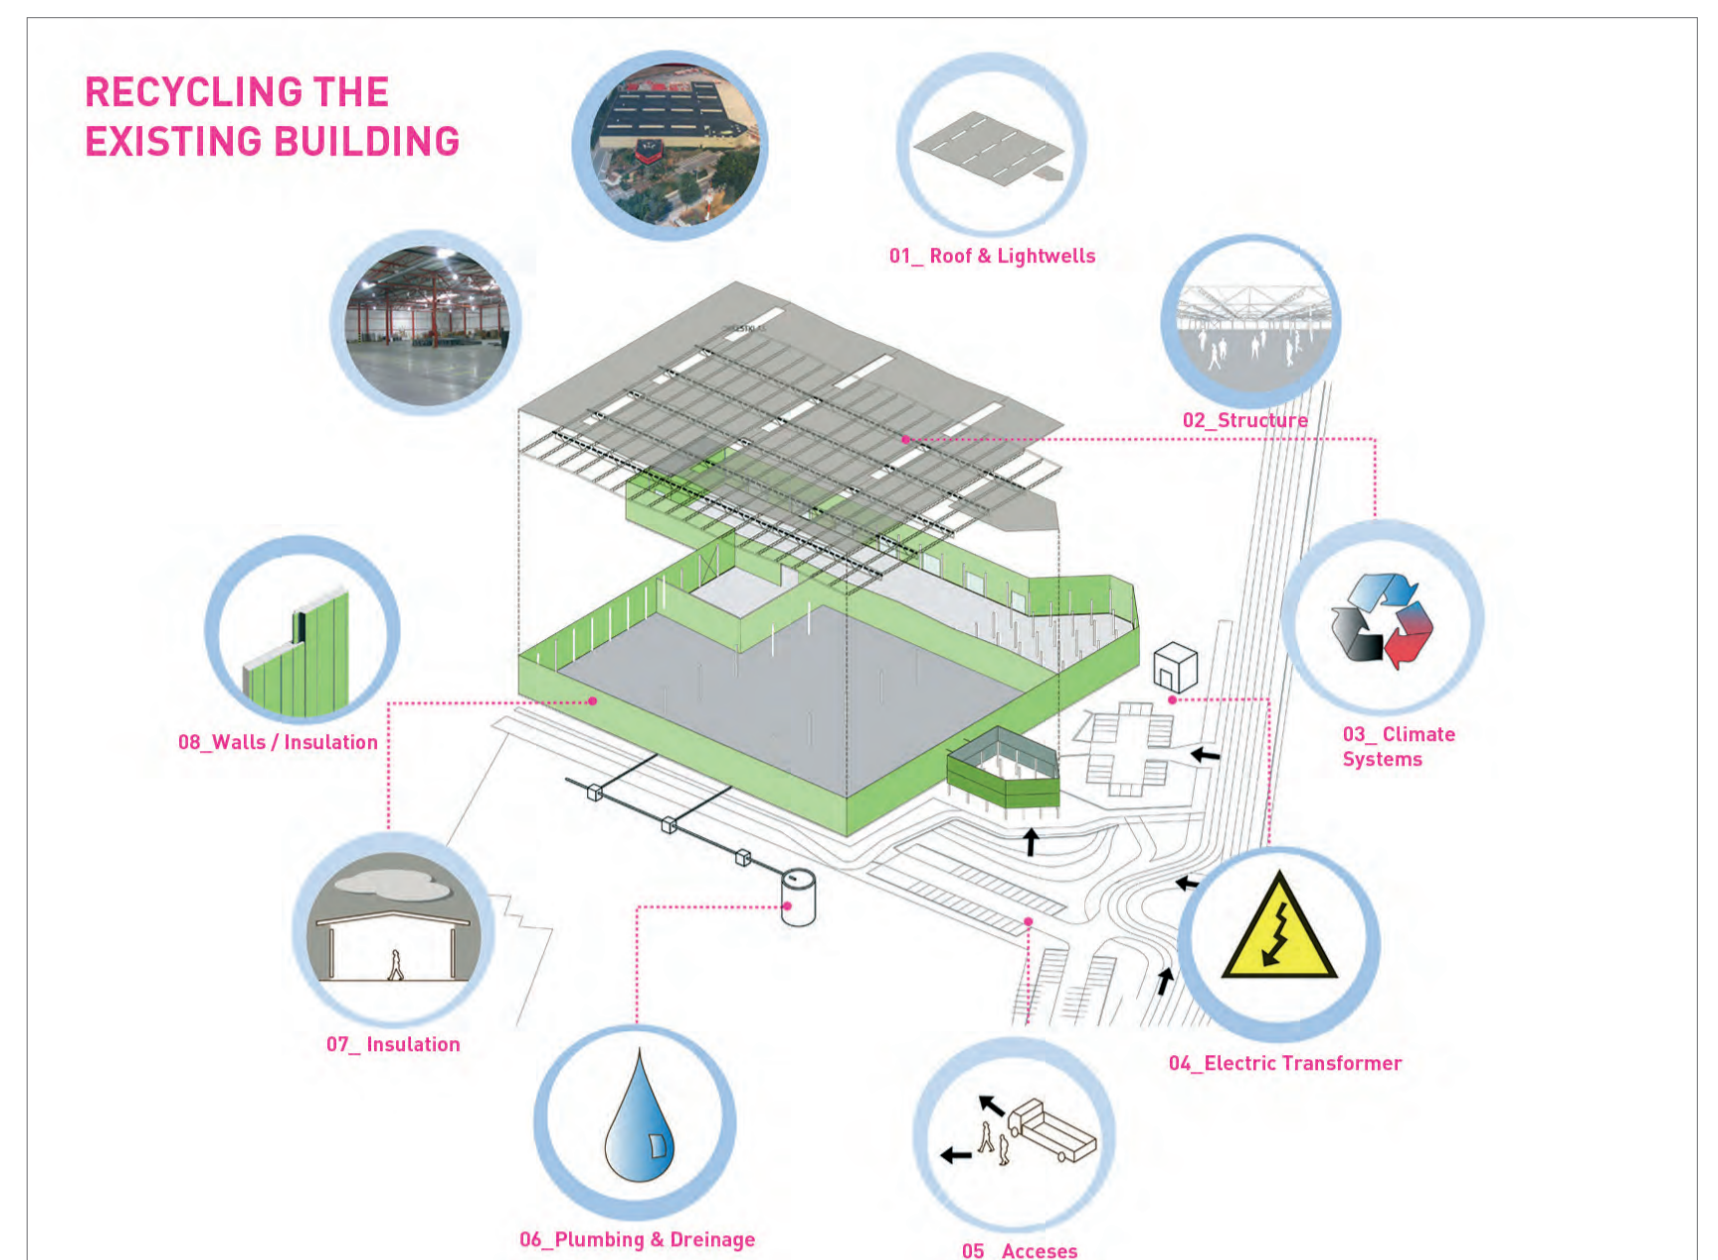 RECYCLING THE
EXISTING BUILDING
01_ Roof & Lightwells
02_Structure
03_ Climate
Systems
08_Walls / Insulation
07_ Insulation
04_Electric Transformer
06_Plumbing & Dreinage
05_ Acceses